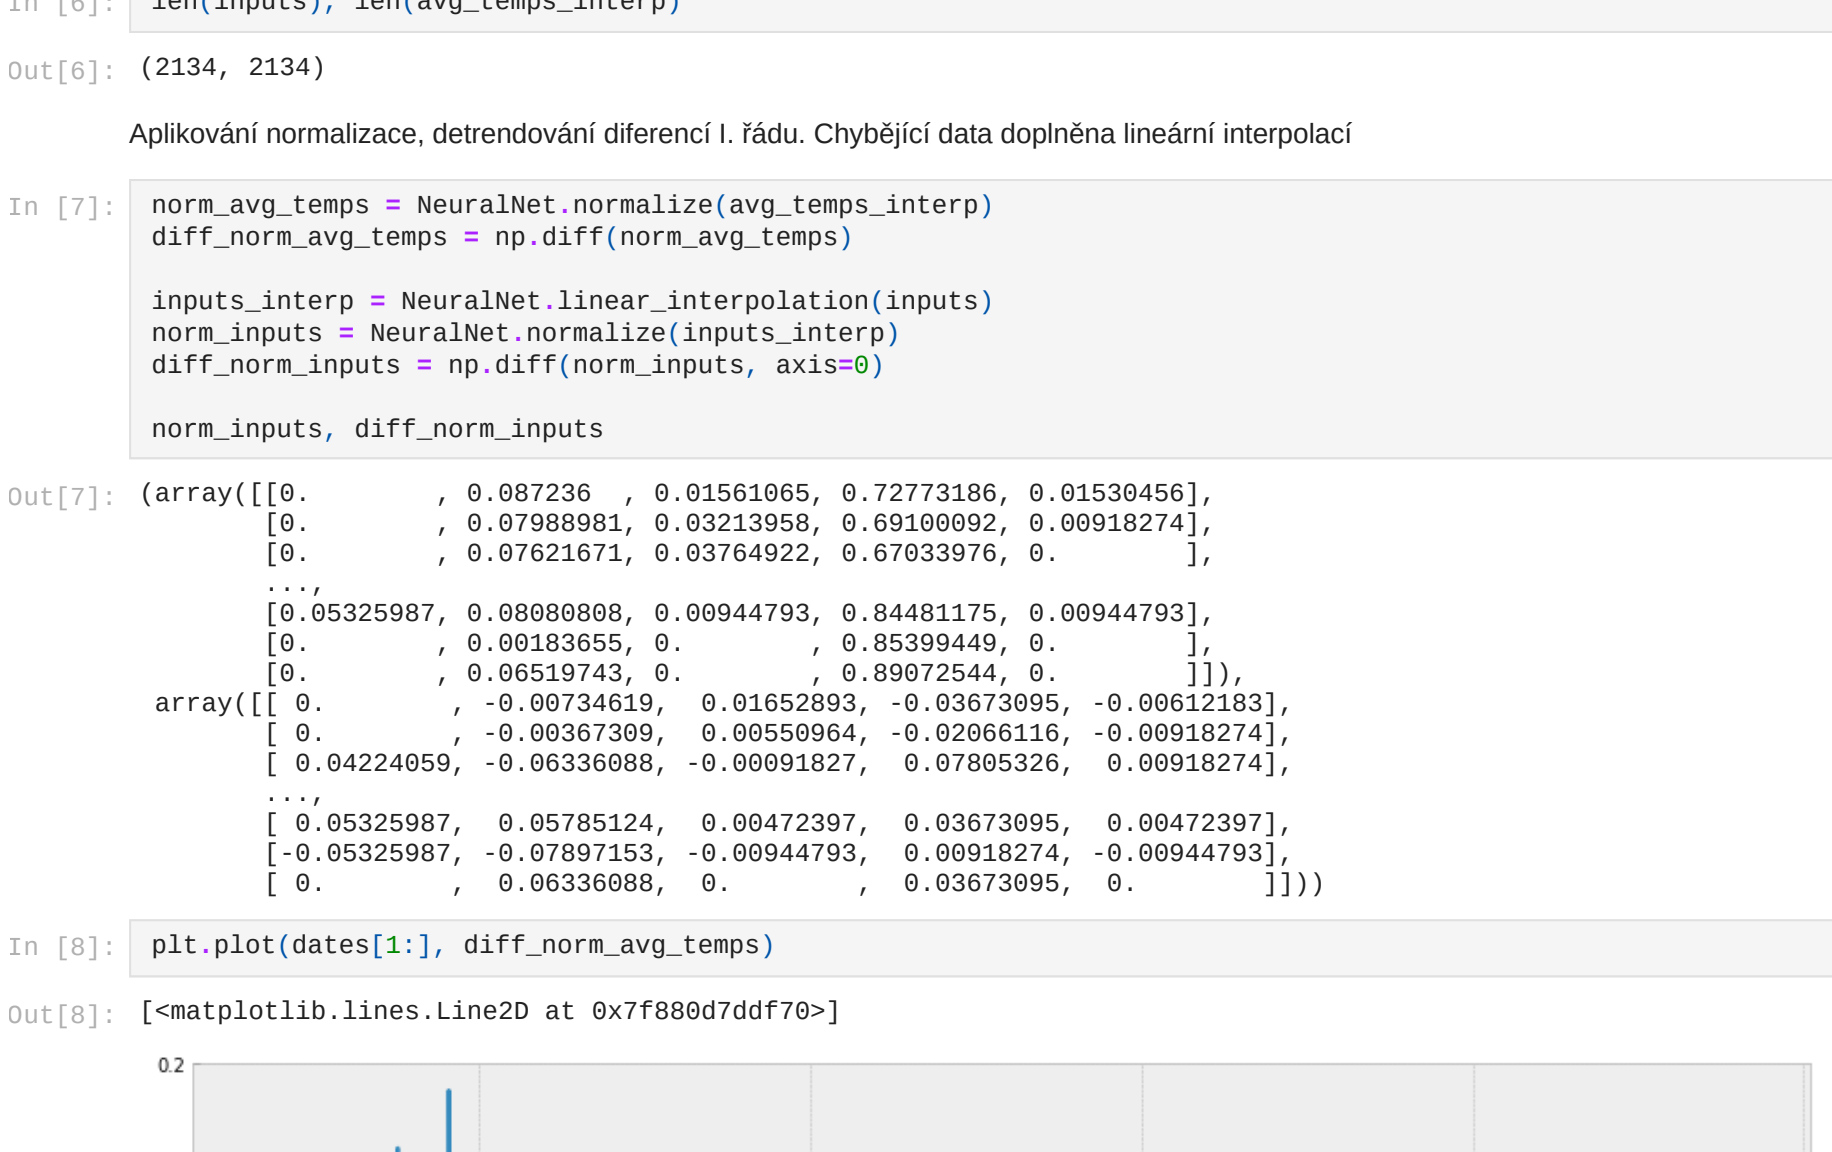 In [6]: len(inputs), len(avg_temps_interp)
Out[6]: (2134, 2134)
Aplikování normalizace, detrendování diferencí I. řádu. Chybějící data doplněna lineární interpolací
In [7]: norm_avg_temps = NeuralNet.normalize(avg_temps_interp)
diff_norm_avg_temps = np.diff(norm_avg_temps)
inputs_interp = NeuralNet.linear_interpolation(inputs)
norm_inputs = NeuralNet.normalize(inputs_interp)
diff_norm_inputs = np.diff(norm_inputs, axis=0)
norm_inputs, diff_norm_inputs
Out[7]: (array([[0.        , 0.087236  , 0.01561065, 0.72773186, 0.01530456],
[0.        , 0.07988981, 0.03213958, 0.69100092, 0.00918274],
[0.        , 0.07621671, 0.03764922, 0.67033976, 0.        ],
...,
[0.05325987, 0.08080808, 0.00944793, 0.84481175, 0.00944793],
[0.        , 0.00183655, 0.        , 0.85399449, 0.        ],
[0.        , 0.06519743, 0.        , 0.89072544, 0.        ]]),
array([[ 0.        , -0.00734619,  0.01652893, -0.03673095, -0.00612183],
[ 0.        , -0.00367309,  0.00550964, -0.02066116, -0.00918274],
[ 0.04224059, -0.06336088, -0.00091827,  0.07805326,  0.00918274],
...,
[ 0.05325987,  0.05785124,  0.00472397,  0.03673095,  0.00472397],
[-0.05325987, -0.07897153, -0.00944793,  0.00918274, -0.00944793],
[ 0.        ,  0.06336088,  0.        ,  0.03673095,  0.        ]]))
In [8]: plt.plot(dates[1:], diff_norm_avg_temps)
Out[8]: [<matplotlib.lines.Line2D at 0x7f880d7ddf70>]
0.2